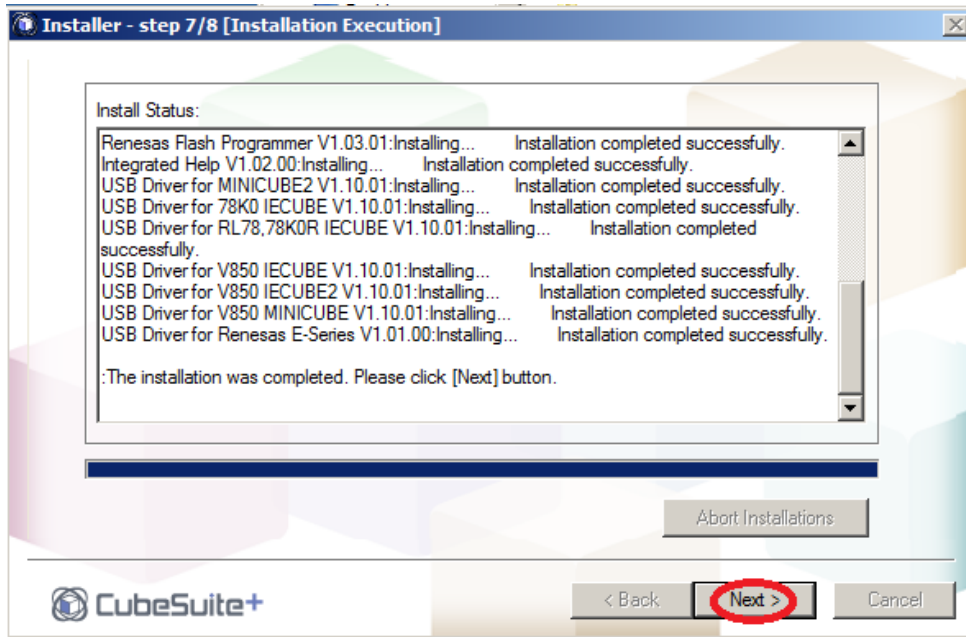 Installer - step 7/8 [Installation Execution]
Install Status:
Renesas Flash Programmer V1.03.01:Installing... Installation completed successfully.
Integrated Help V1.02.00:Installing... Installation completed successfully.
USB Driver for MINICUBE2 V1.10.01:Installing... Installation completed successfully.
USB Driver for 78K0 IECUBE V1.10.01:Installing... Installation completed successfully.
USB Driver for RL78,78K0R IECUBE V1.10.01:Installing... Installation completed
successfully.
USB Driver for V850 IECUBE V1.10.01:Installing... Installation completed successfully.
USB Driver for V850 IECUBE2 V1.10.01:Installing... Installation completed successfully.
USB Driver for V850 MINICUBE V1.10.01:Installing... Installation completed successfully.
USB Driver for Renesas E-Series V1.01.00:Installing... Installation completed successfully.
:The installation was completed. Please click [Next] button.
Abort Installations
CubeSuite+ < Back Next > Cancel